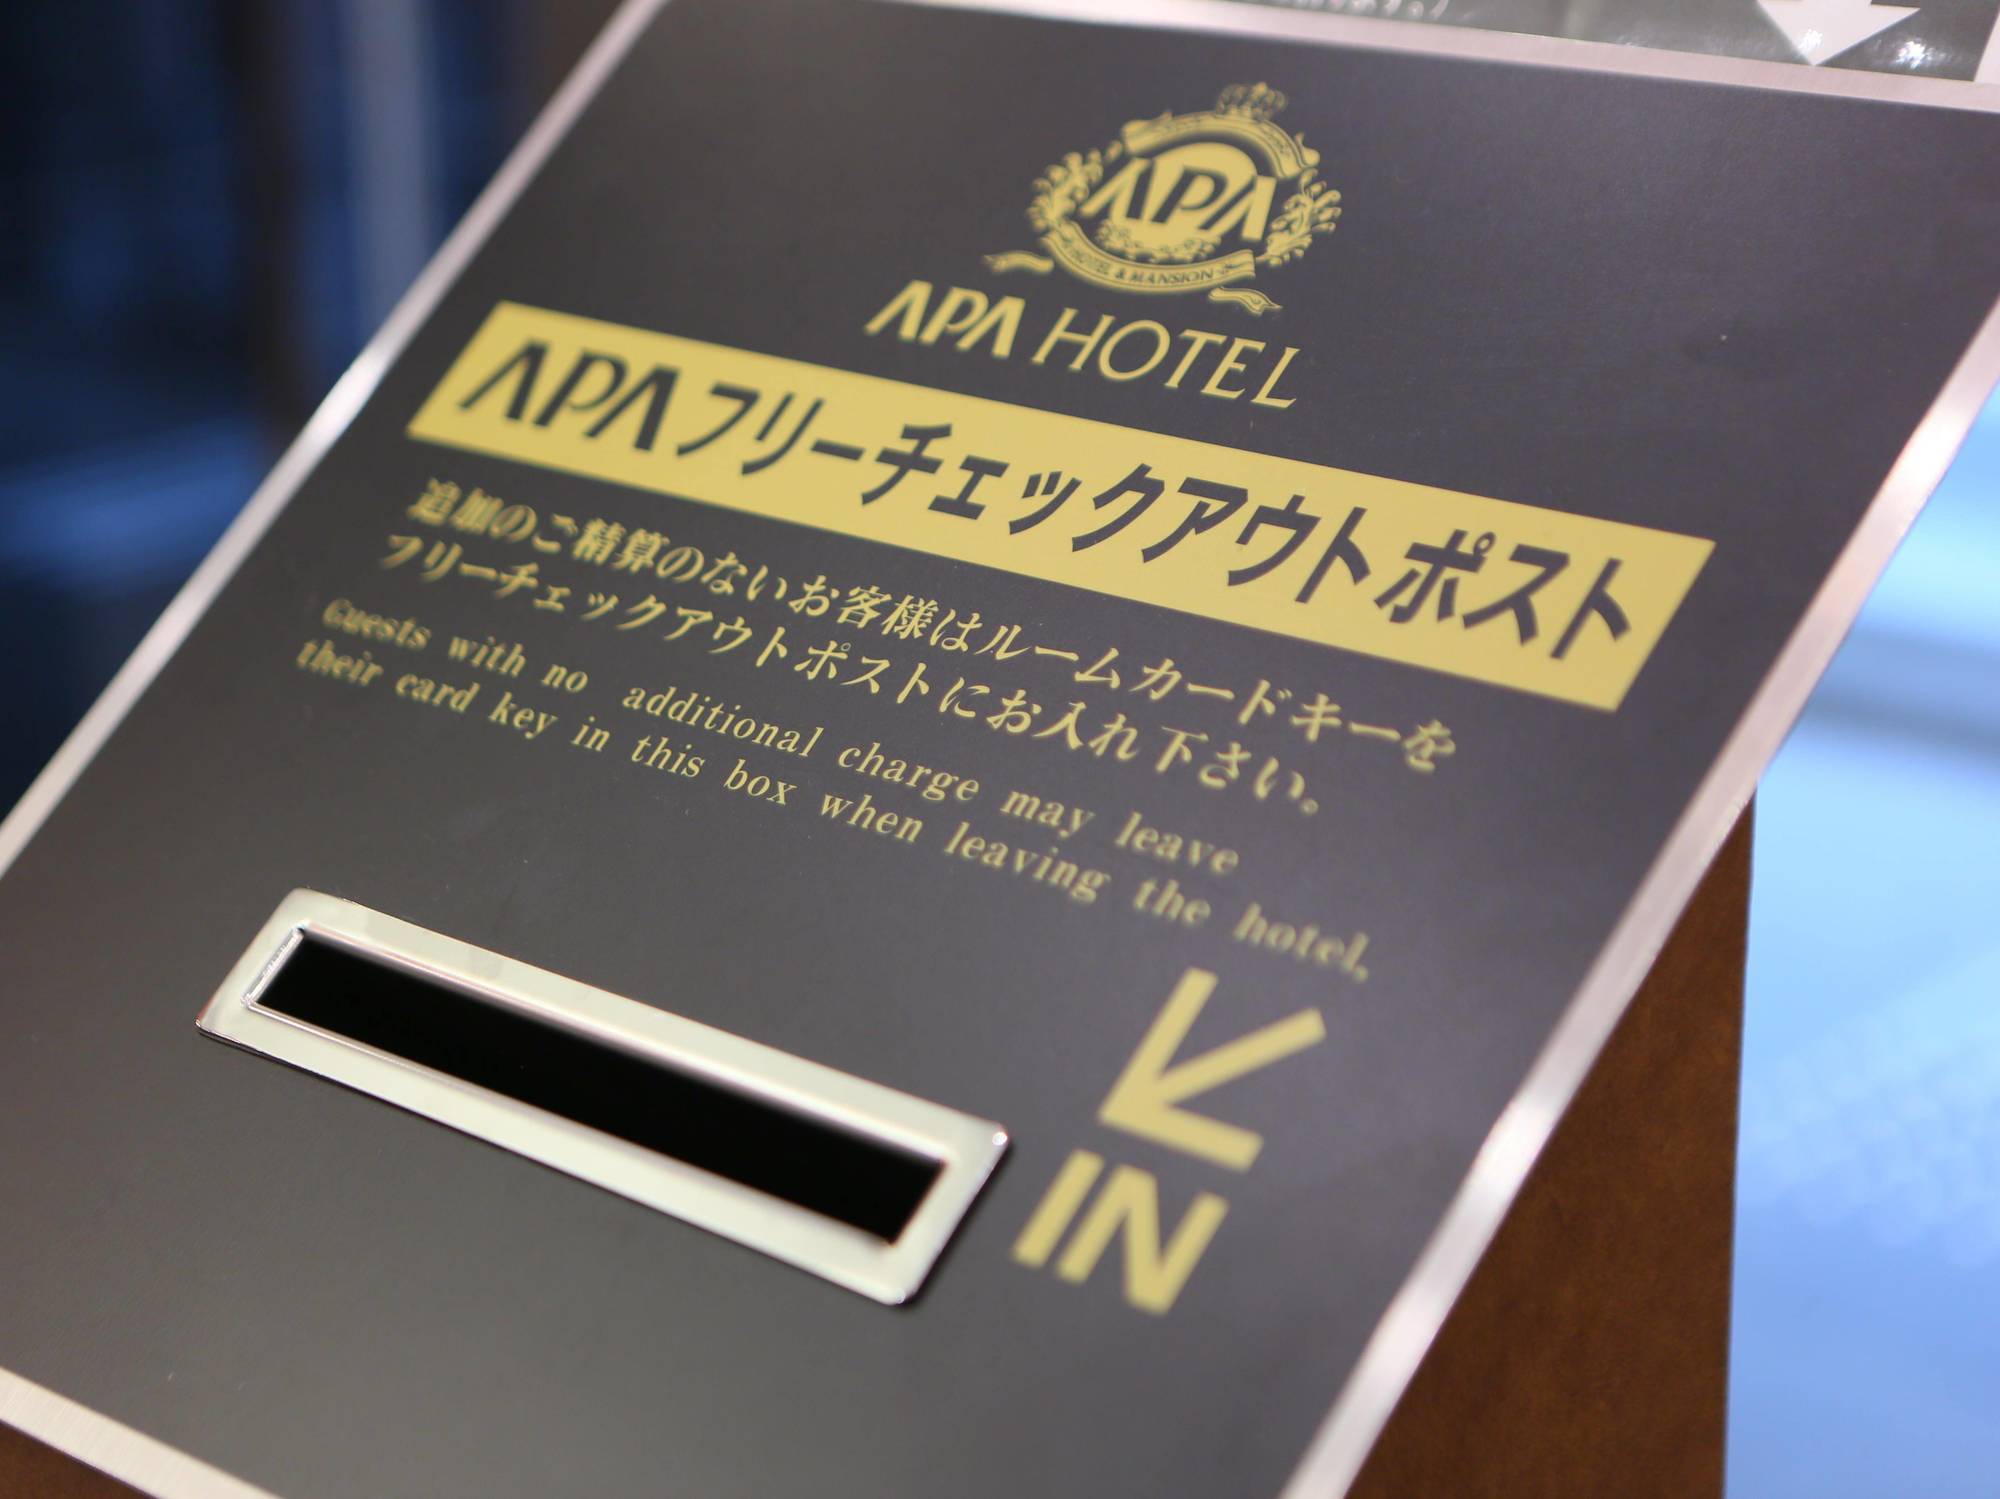 APA
HOTEL & MANSION
APA HOTEL
APAフリーチェックアウトポスト
追加のご精算のないお客様はルームカードキーを
フリーチェックアウトポストにお入れ下さい。
Guests with no additional charge may leave
their card key in this box when leaving the hotel,
IN